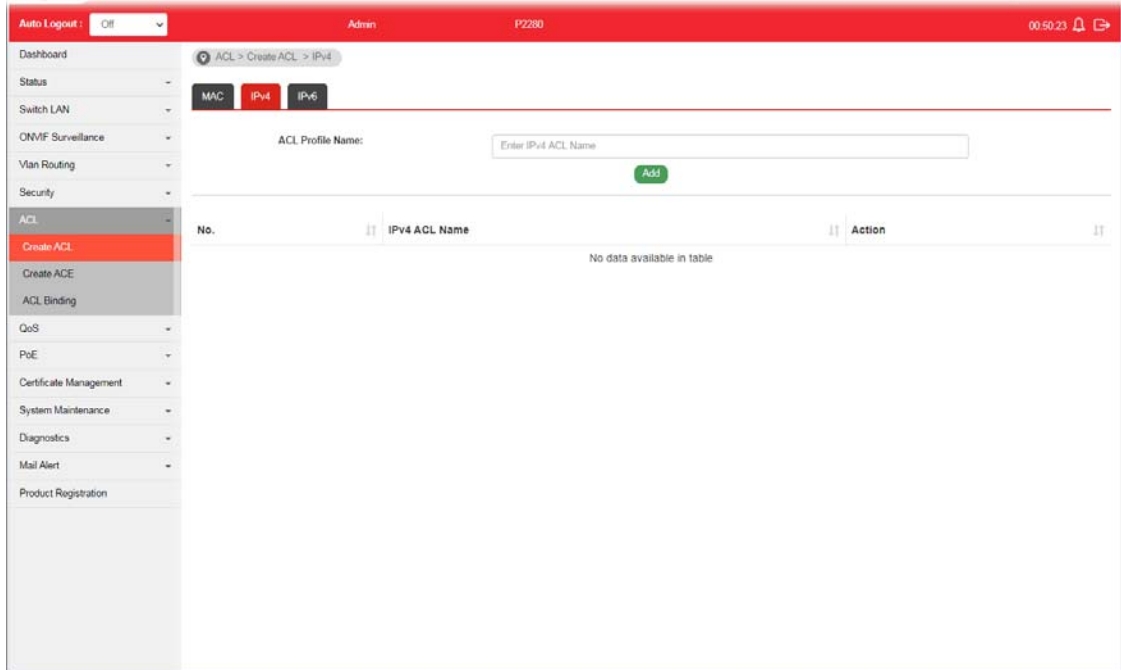 Auto Logout : Off Admin P2280 00:50:23
Dashboard
ACL > Create ACL > IPv4
Status
MAC IPv4 IPv6
Switch LAN
ONVIF Surveillance
ACL Profile Name: Enter IPv4 ACL Name
Vlan Routing
Add
Security
ACL
No. IPv4 ACL Name Action
Create ACL
No data available in table
Create ACE
ACL Binding
QoS
PoE
Certificate Management
System Maintenance
Diagnostics
Mail Alert
Product Registration